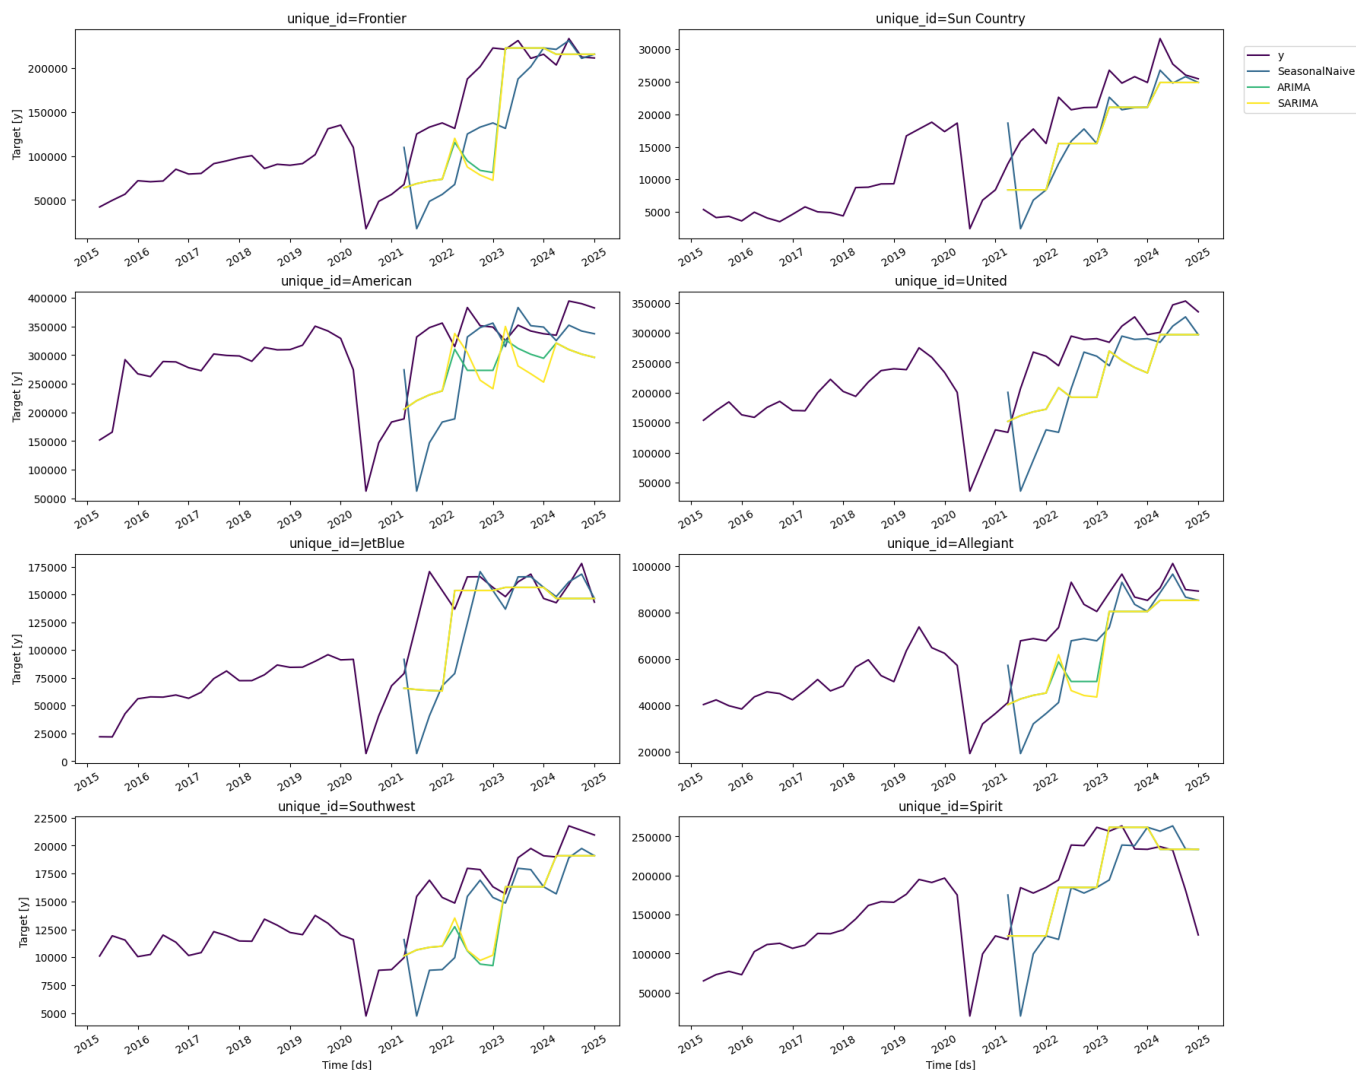 unique_id=Frontier
Target [y]
200000
150000
100000
50000
2015 2016 2017 2018 2019 2020 2021 2022 2023 2024 2025
unique_id=Sun Country
30000
25000
20000
15000
10000
5000
2015 2016 2017 2018 2019 2020 2021 2022 2023 2024 2025
y
SeasonalNaive
ARIMA
SARIMA
unique_id=American
Target [y]
400000
350000
300000
250000
200000
150000
100000
50000
2015 2016 2017 2018 2019 2020 2021 2022 2023 2024 2025
unique_id=United
350000
300000
250000
200000
150000
100000
50000
2015 2016 2017 2018 2019 2020 2021 2022 2023 2024 2025
unique_id=JetBlue
Target [y]
175000
150000
125000
100000
75000
50000
25000
0
2015 2016 2017 2018 2019 2020 2021 2022 2023 2024 2025
unique_id=Allegiant
100000
80000
60000
40000
20000
2015 2016 2017 2018 2019 2020 2021 2022 2023 2024 2025
unique_id=Southwest
Target [y]
22500
20000
17500
15000
12500
10000
7500
5000
2015 2016 2017 2018 2019 2020 2021 2022 2023 2024 2025
Time [ds]
unique_id=Spirit
250000
200000
150000
100000
50000
2015 2016 2017 2018 2019 2020 2021 2022 2023 2024 2025
Time [ds]